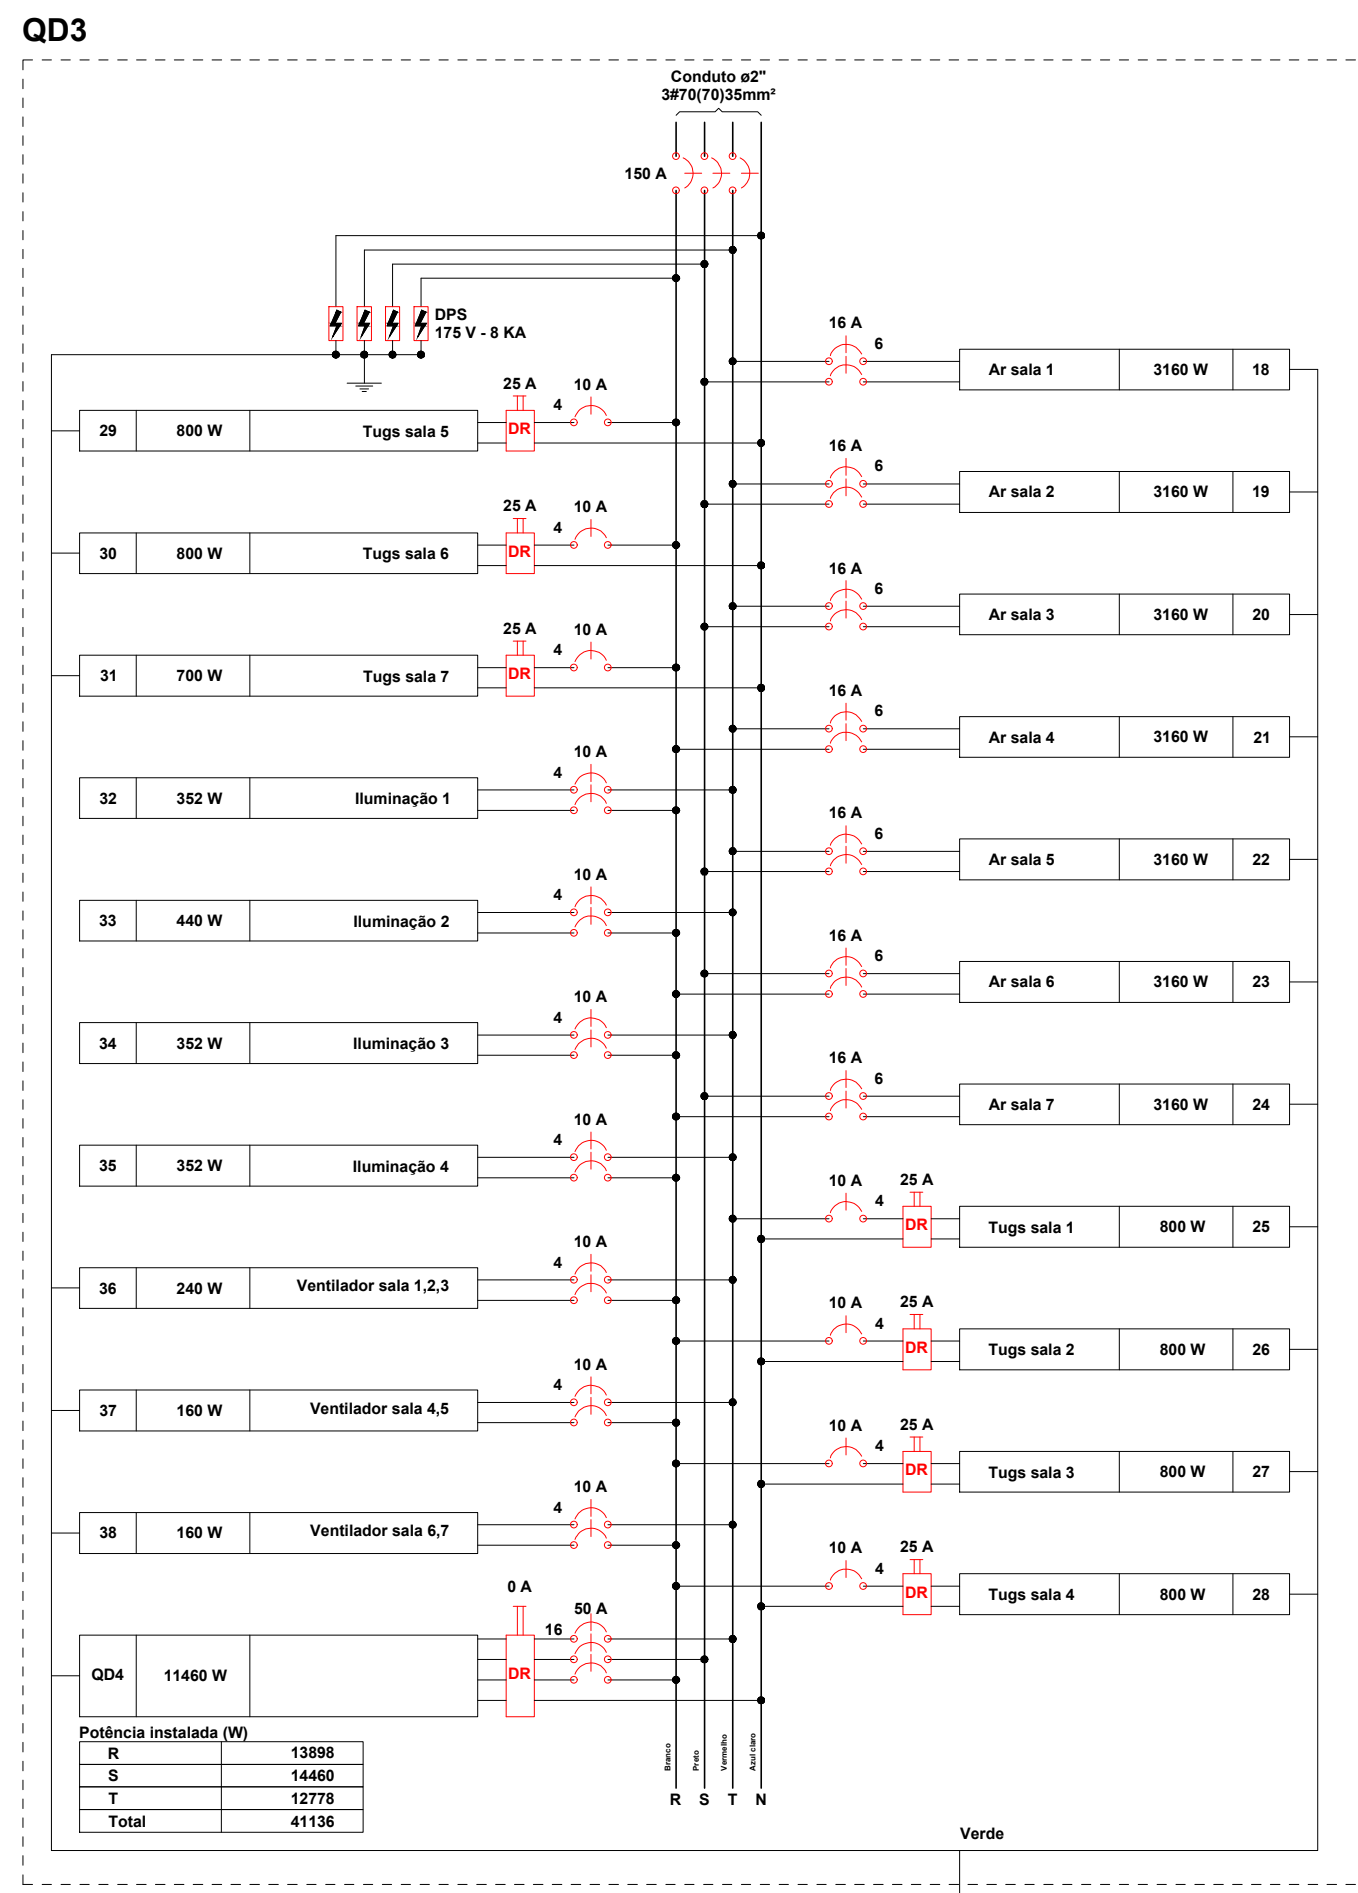 QD3
Conduto ø2"
3#70(70)35mm²
150 A
DPS
175 V - 8 KA
25 A 10 A
4
DR
29 800 W Tugs sala 5
25 A 10 A
4
DR
30 800 W Tugs sala 6
25 A 10 A
4
DR
31 700 W Tugs sala 7
10 A
4
32 352 W Iluminação 1
10 A
4
33 440 W Iluminação 2
10 A
4
34 352 W Iluminação 3
10 A
4
35 352 W Iluminação 4
10 A
4
36 240 W Ventilador sala 1,2,3
10 A
4
37 160 W Ventilador sala 4,5
10 A
4
38 160 W Ventilador sala 6,7
0 A
50 A
16
DR
QD4 11460 W
16 A
6
Ar sala 1 3160 W 18
16 A
6
Ar sala 2 3160 W 19
16 A
6
Ar sala 3 3160 W 20
16 A
6
Ar sala 4 3160 W 21
16 A
6
Ar sala 5 3160 W 22
16 A
6
Ar sala 6 3160 W 23
16 A
6
Ar sala 7 3160 W 24
10 A 25 A
4
DR
Tugs sala 1 800 W 25
10 A 25 A
4
DR
Tugs sala 2 800 W 26
10 A 25 A
4
DR
Tugs sala 3 800 W 27
10 A 25 A
4
DR
Tugs sala 4 800 W 28
Potência instalada (W)
R 13898
S 14460
T 12778
Total 41136
Branco
Preto
Vermelho
Azul claro
R S T N
Verde